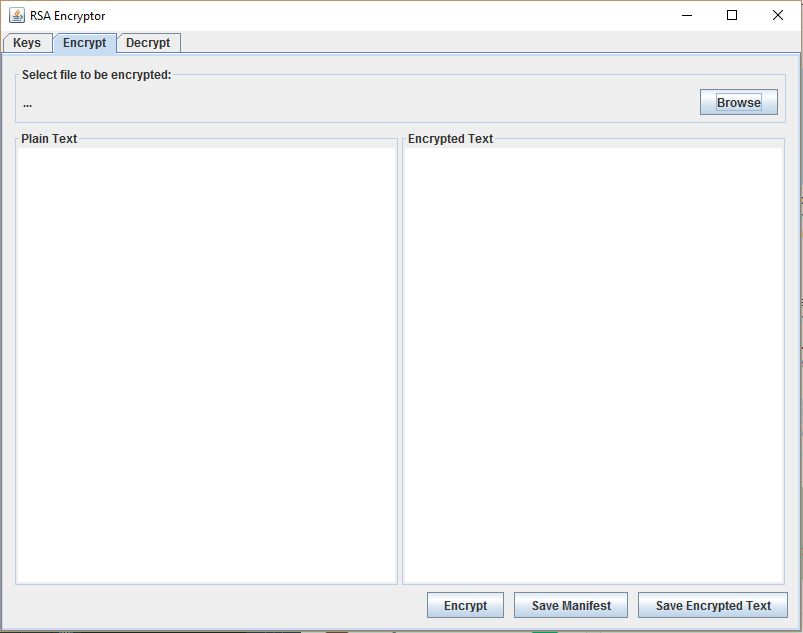 RSA Encryptor
Keys Encrypt Decrypt
Select file to be encrypted:
... Browse
Plain Text Encrypted Text
Encrypt Save Manifest Save Encrypted Text